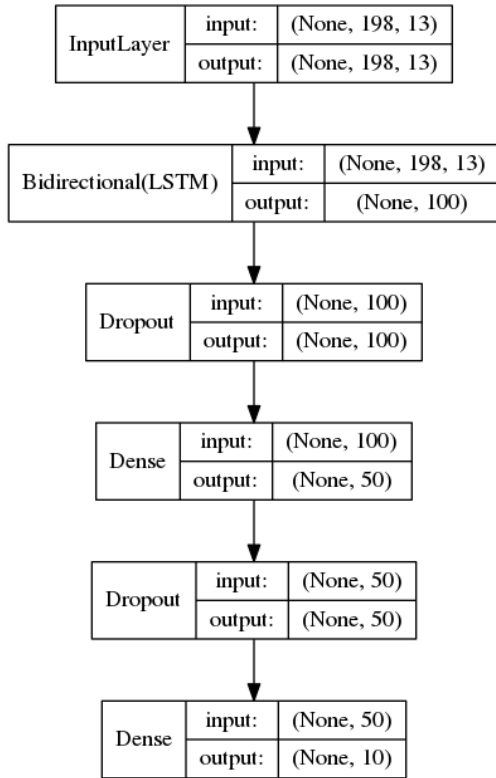 InputLayer
input: (None, 198, 13)
output: (None, 198, 13)
Bidirectional(LSTM)
input: (None, 198, 13)
output: (None, 100)
Dropout
input: (None, 100)
output: (None, 100)
Dense
input: (None, 100)
output: (None, 50)
Dropout
input: (None, 50)
output: (None, 50)
Dense
input: (None, 50)
output: (None, 10)